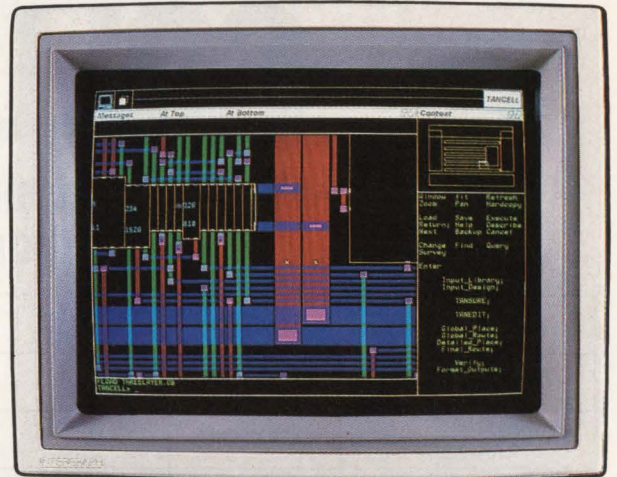 TANCELL
Messages At Top At Bottom Context
Window Fit Refresh
Zoom Pan Hardcopy
Load Save Execute
Return; Help Describe
Next Backup Cancel
Change Find Query
Survey
Enter
Input_Library;
Input_Design;
TANSURE;
TANEDIT;
Global_Place;
Global_Route;
Detailed_Place;
Final_Route;
Verify;
Format_Outputs;
TANCELL>